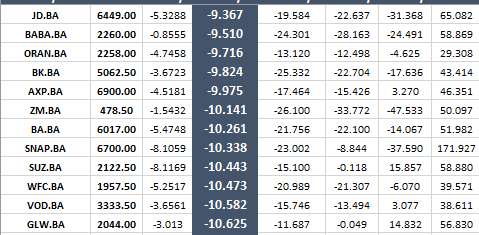 JD.BA 6449.00 -5.3288 -9.367 -19.584 -22.637 -31.368 65.082
BABA.BA 2260.00 -0.8555 -9.510 -24.301 -28.163 -24.491 58.869
ORAN.BA 2258.00 -4.7458 -9.716 -13.120 -12.498 -4.625 29.308
BK.BA 5062.50 -3.6723 -9.824 -25.332 -22.704 -17.636 43.414
AXP.BA 6900.00 -4.5181 -9.975 -17.464 -15.426 3.270 46.351
ZM.BA 478.50 -1.5432 -10.141 -26.100 -33.772 -47.533 50.097
BA.BA 6017.00 -5.4748 -10.261 -21.756 -22.100 -14.067 51.982
SNAP.BA 6700.00 -8.1059 -10.338 -23.002 -8.844 -37.590 171.927
SUZ.BA 2122.50 -8.1169 -10.443 -15.100 -0.118 15.857 58.880
WFC.BA 1957.50 -5.2517 -10.473 -20.989 -21.307 -6.070 39.571
VOD.BA 3333.50 -3.6561 -10.582 -15.746 -13.494 3.077 38.611
GLW.BA 2044.00 -3.013 -10.625 -11.687 -0.049 14.832 56.830